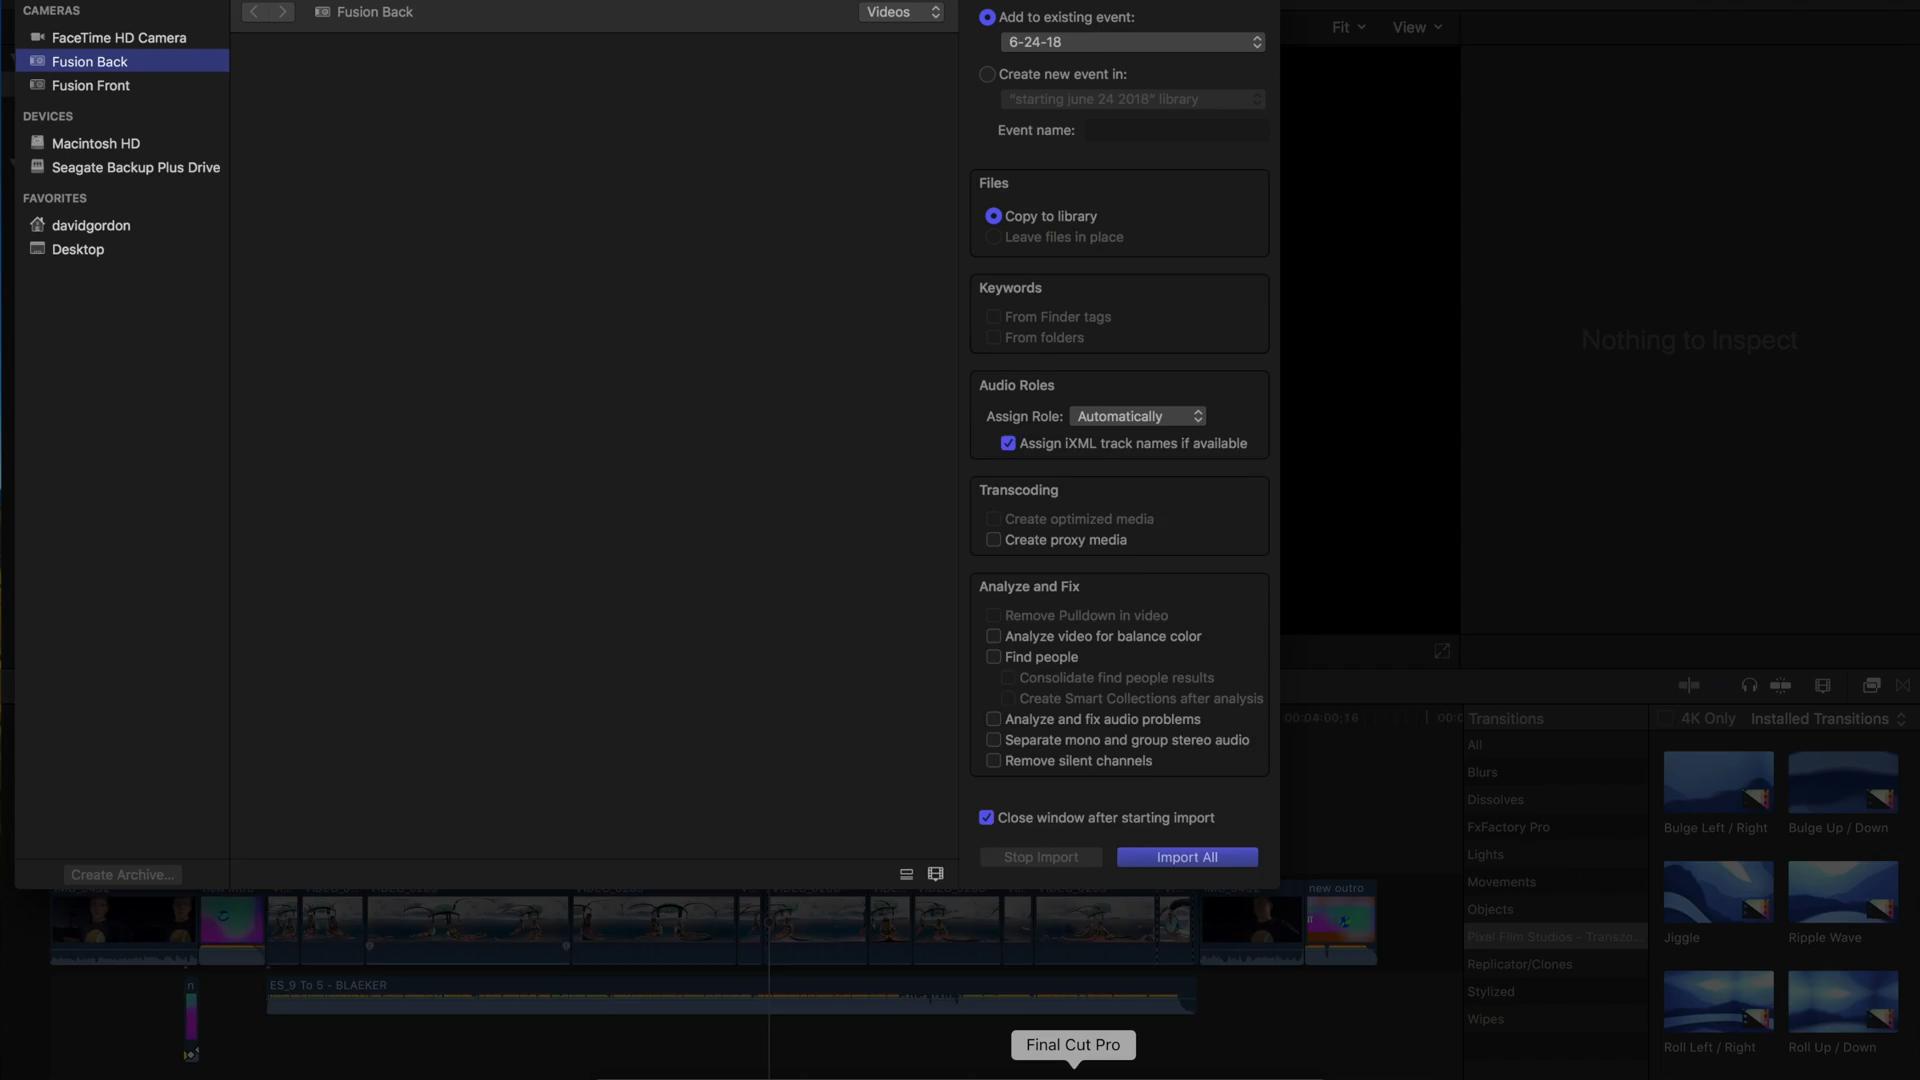 CAMERAS
FaceTime HD Camera
Fusion Back
Fusion Front
DEVICES
Macintosh HD
Seagate Backup Plus Drive
FAVORITES
davidgordon
Desktop
Create Archive...
Fusion Back
Videos
Add to existing event:
6-24-18
Create new event in:
"starting june 24 2018" library
Event name:
Files
Copy to library
Leave files in place
Keywords
From Finder tags
From folders
Audio Roles
Assign Role: Automatically
Assign iXML track names if available
Transcoding
Create optimized media
Create proxy media
Analyze and Fix
Remove Pulldown in video
Analyze video for balance color
Find people
Consolidate find people results
Create Smart Collections after analysis
Analyze and fix audio problems
Separate mono and group stereo audio
Remove silent channels
Close window after starting import
Stop Import
Import All
Fit
View
Nothing to Inspect
00:04:00;16
Transitions
4K Only
Installed Transitions
All
Blurs
Dissolves
FxFactory Pro
Lights
Movements
Objects
Pixel Film Studios - Transzo...
Replicator/Clones
Stylized
Wipes
Bulge Left / Right
Bulge Up / Down
Jiggle
Ripple Wave
Roll Left / Right
Roll Up / Down
new outro
n
ES_9 To 5 - BLAEKER
Final Cut Pro